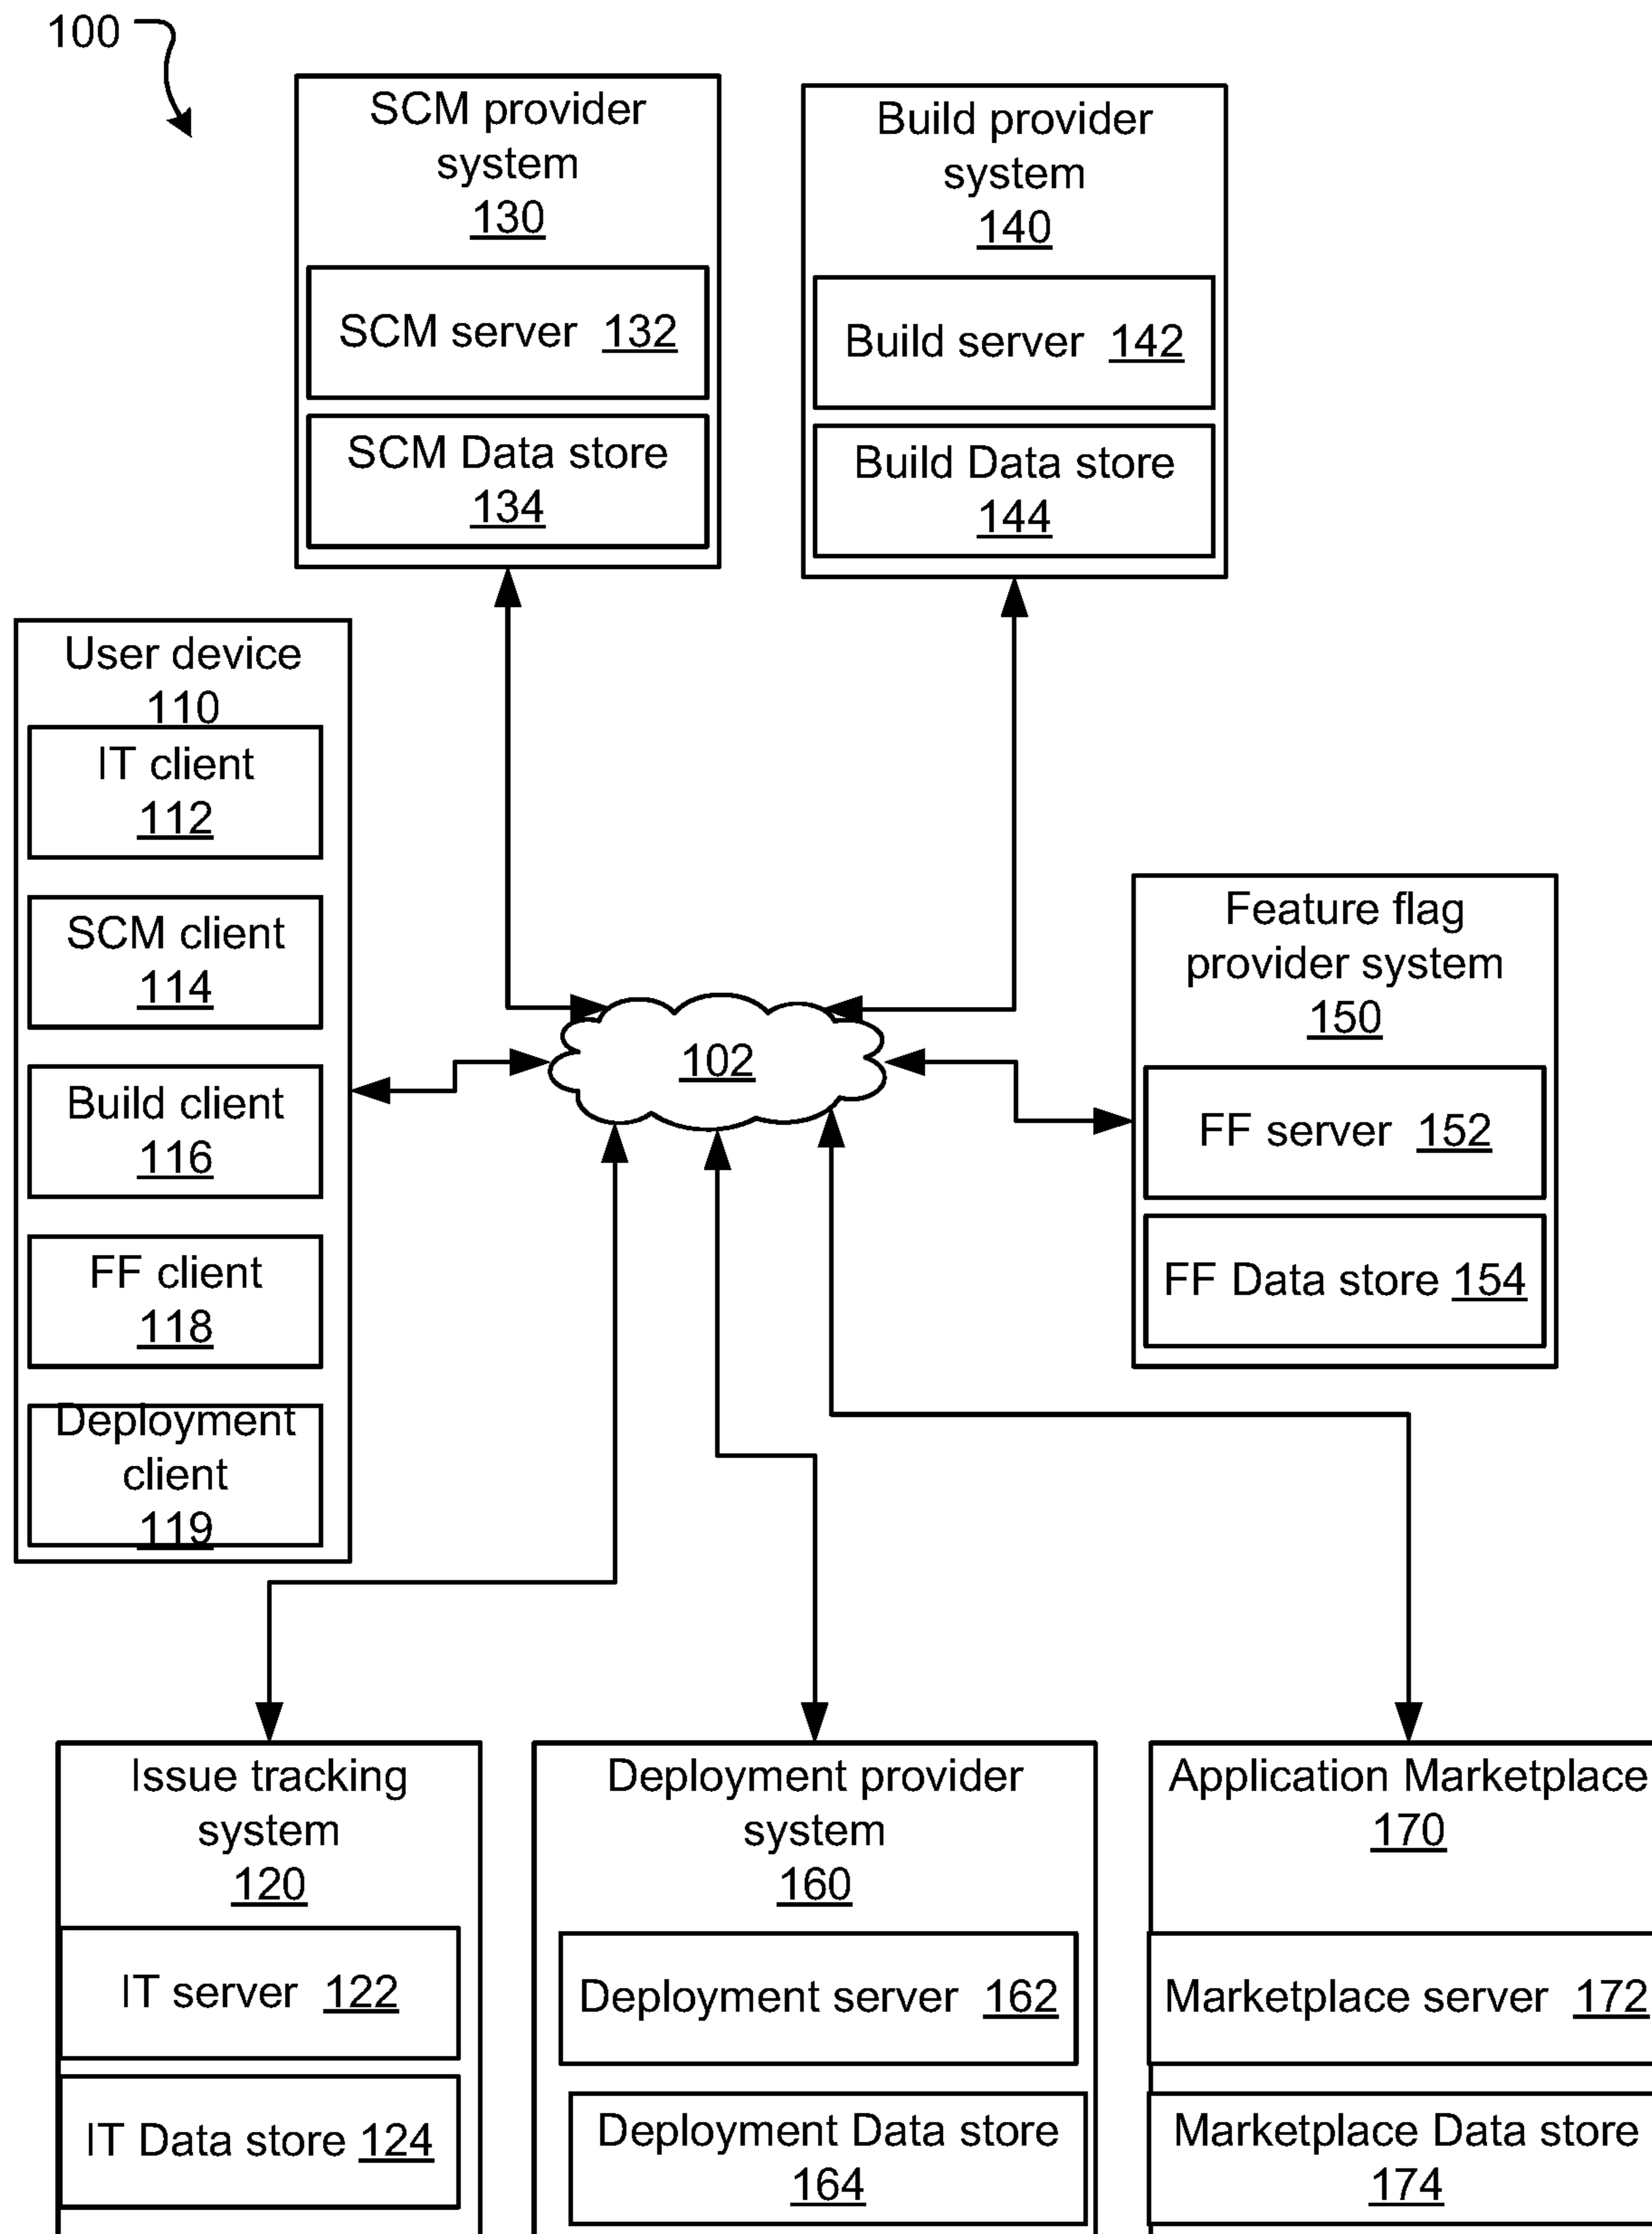 100
SCM provider
system
130
SCM server 132
SCM Data store
134
Build provider
system
140
Build server 142
Build Data store
144
User device
110
IT client
112
SCM client
114
Build client
116
FF client
118
Deployment
client
119
102
Feature flag
provider system
150
FF server 152
FF Data store 154
Issue tracking
system
120
IT server 122
IT Data store 124
Deployment provider
system
160
Deployment server 162
Deployment Data store
164
Application Marketplace
170
Marketplace server 172
Marketplace Data store
174